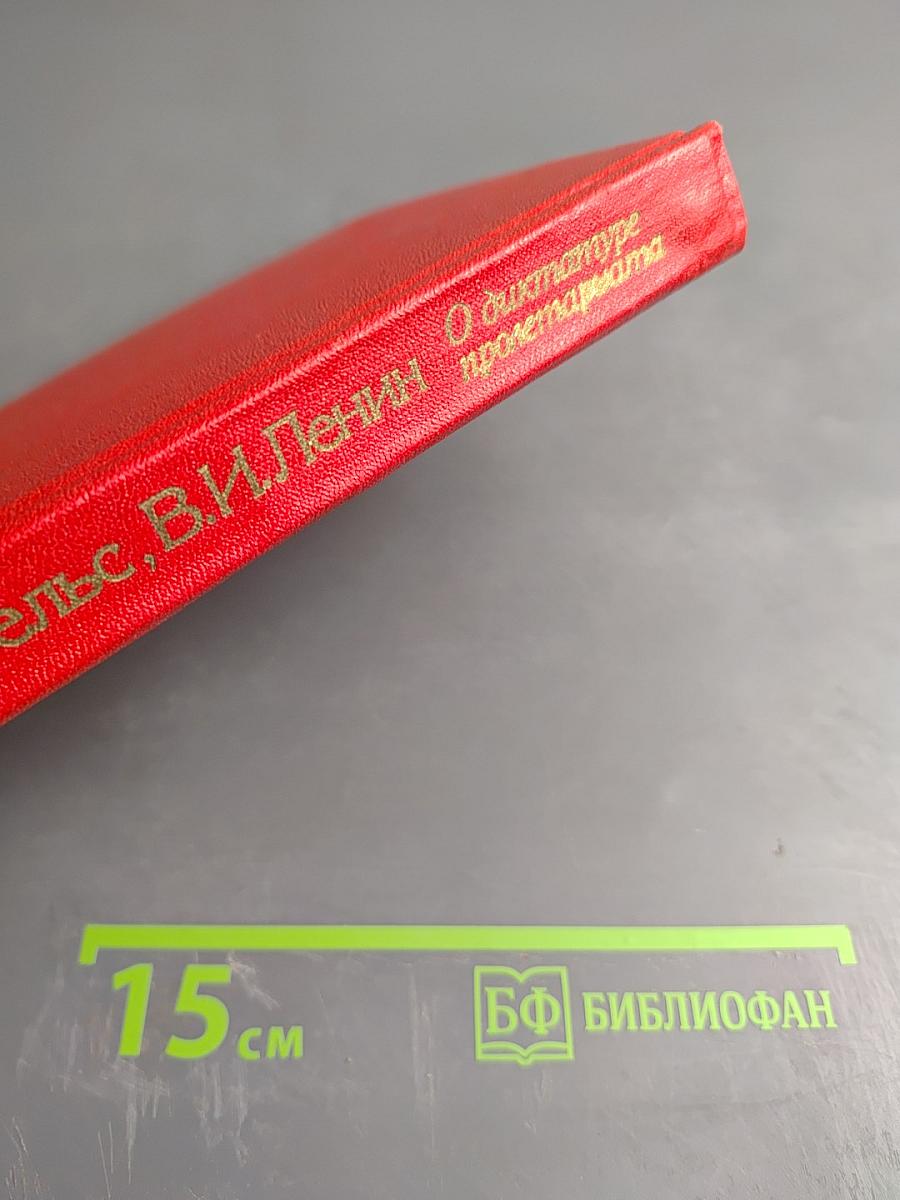 ельс, В.И.Ленин
О диктатуре
пролетариата
15 см
БФ БИБЛИОФАН